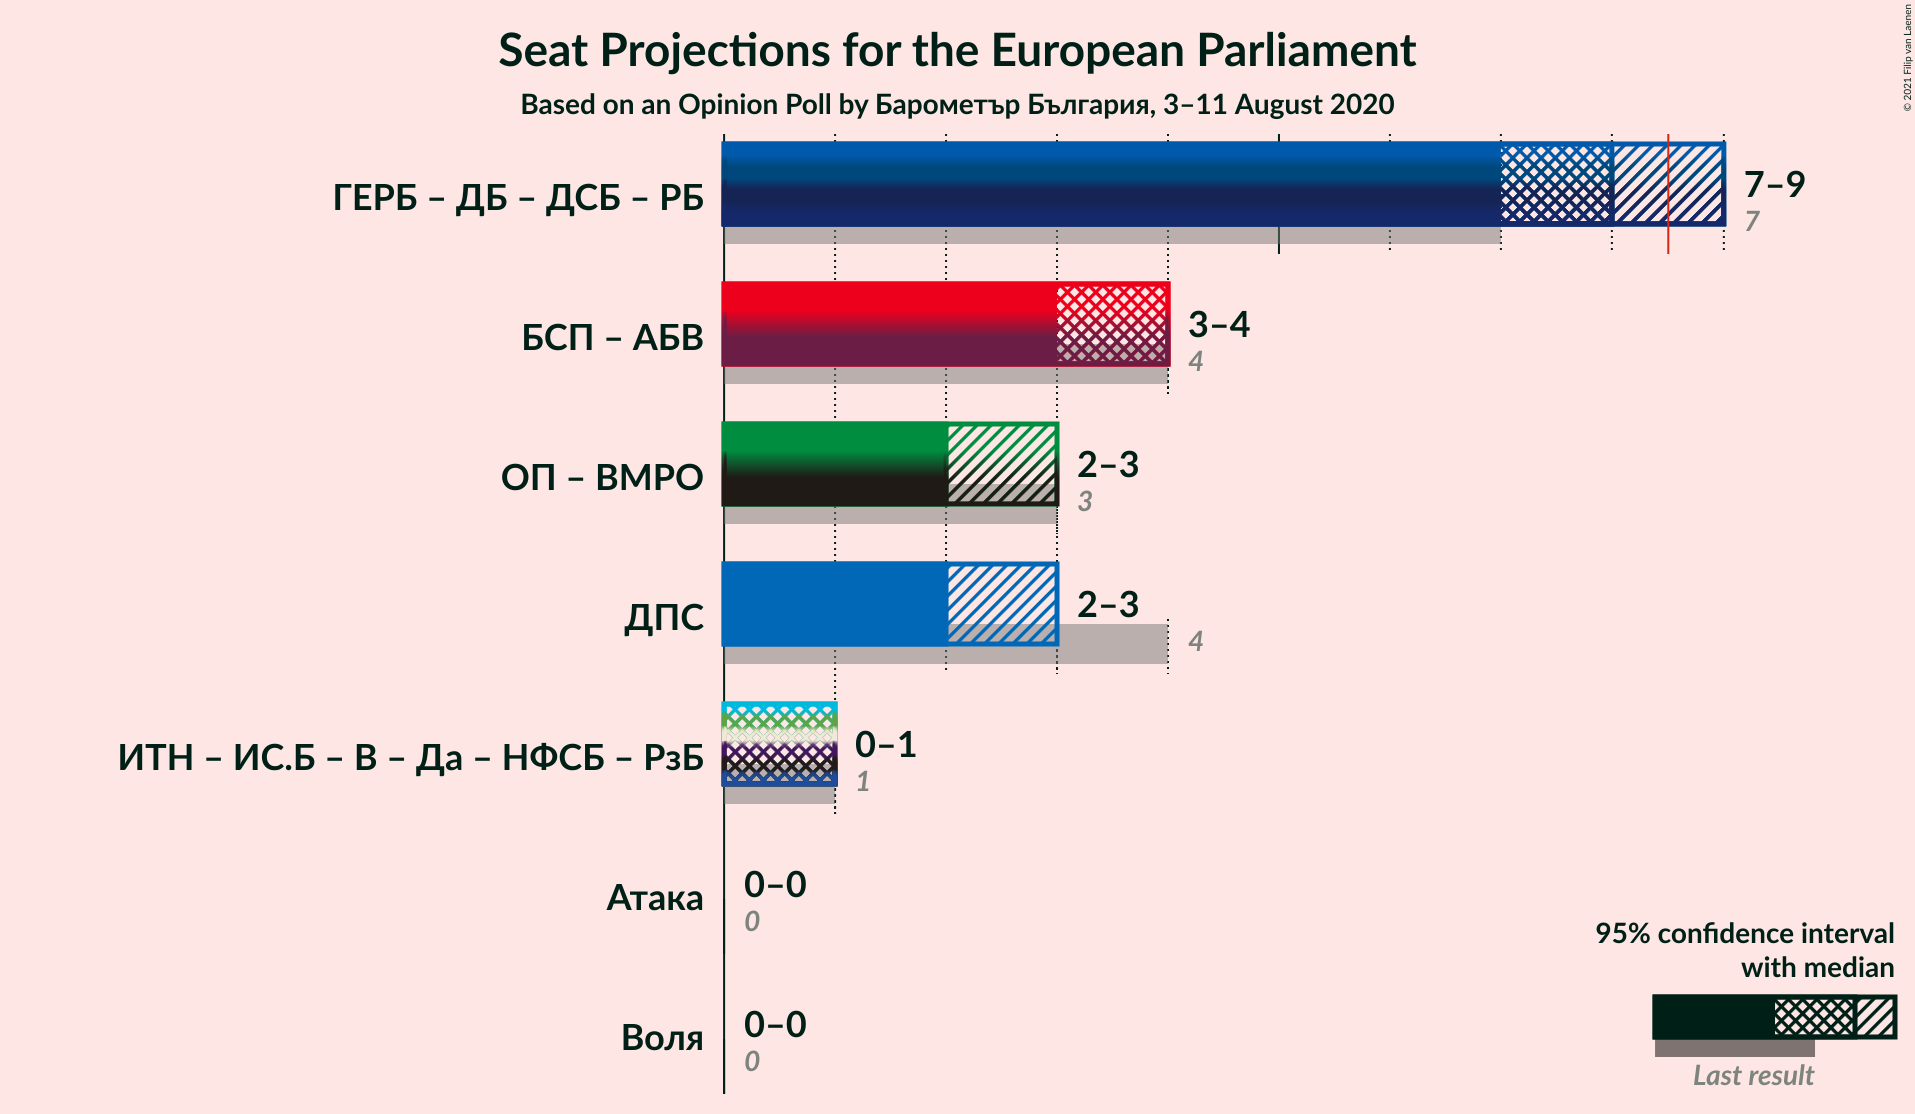 Seat Projections for the European Parliament
Based on an Opinion Poll by Барометър България, 3–11 August 2020
© 2021 Filip van Laenen
ГЕРБ – ДБ – ДСБ – РБ
7–9
7
БСП – АБВ
3–4
4
ОП – ВМРО
2–3
3
ДПС
2–3
4
ИТН – ИС.Б – В – Да – НФСБ – РзБ
0–1
1
Атака
0–0
0
Воля
0–0
0
95% confidence interval
with median
Last result